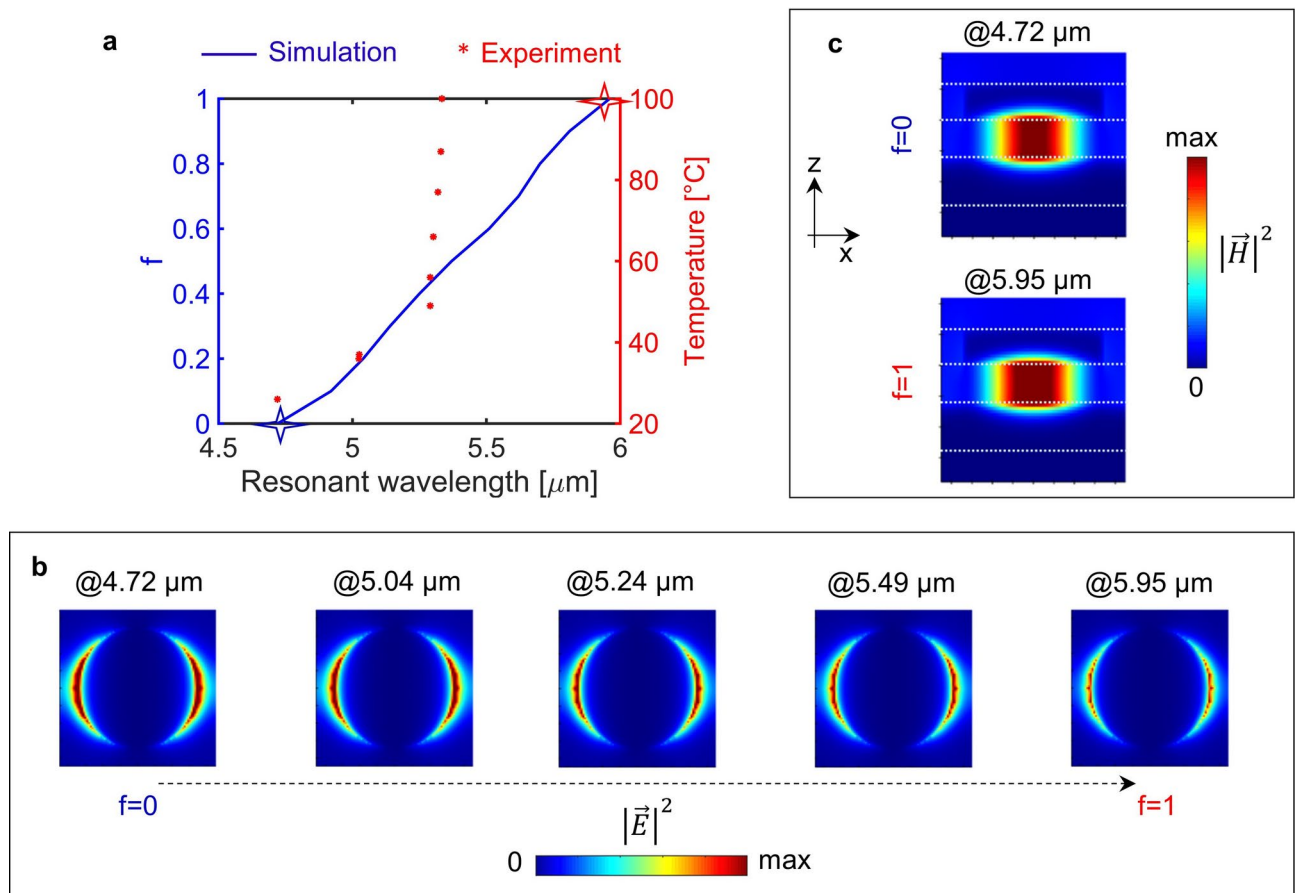 a
Simulation
* Experiment
1
0.8
0.6
0.4
0.2
0
f
100
80
60
40
20
Temperature [°C]
4.5 5 5.5 6
Resonant wavelength [μm]
c
@4.72 μm
f=0
z
x
@5.95 μm
f=1
max
|H⃗|²
0
b
@4.72 μm @5.04 μm @5.24 μm @5.49 μm @5.95 μm
f=0 f=1
|E⃗|²
0 max